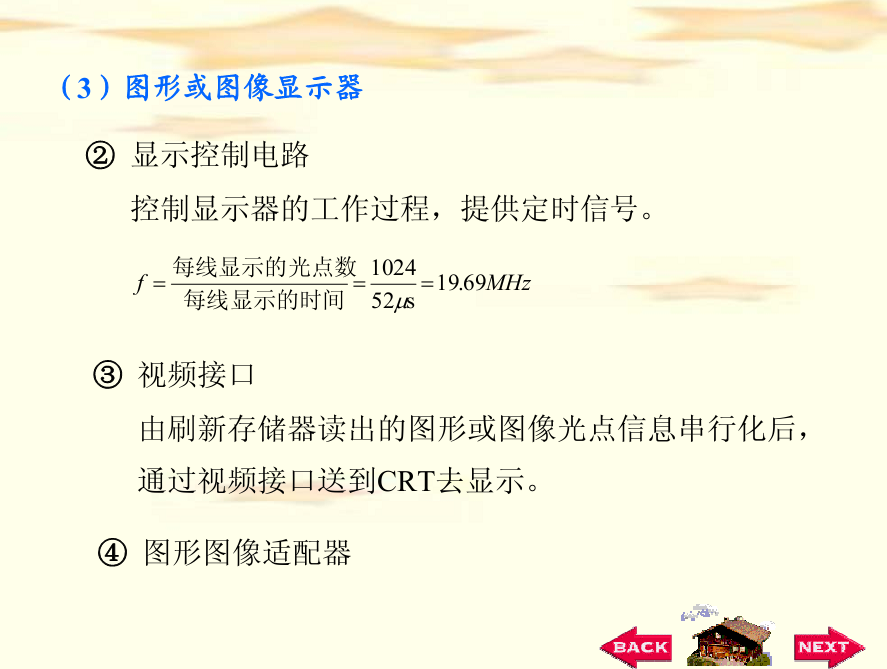 （3）图形或图像显示器
② 显示控制电路
控制显示器的工作过程，提供定时信号。
f = 每线显示的光点数 / 每线显示的时间 = 1024 / 52μs = 19.69MHz
③ 视频接口
由刷新存储器读出的图形或图像光点信息串行化后，
通过视频接口送到CRT去显示。
④ 图形图像适配器
BACK NEXT